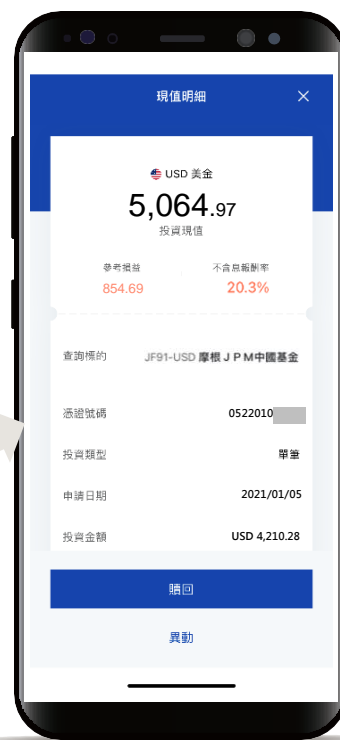 現值明細 ×
USD 美金
5,064.97
投資現值
參考損益 不含息報酬率
854.69 20.3%
查詢標的 JF91-USD 摩根ＪＰＭ中國基金
憑證號碼 0522010
投資類型 單筆
申請日期 2021/01/05
投資金額 USD 4,210.28
贖回
異動